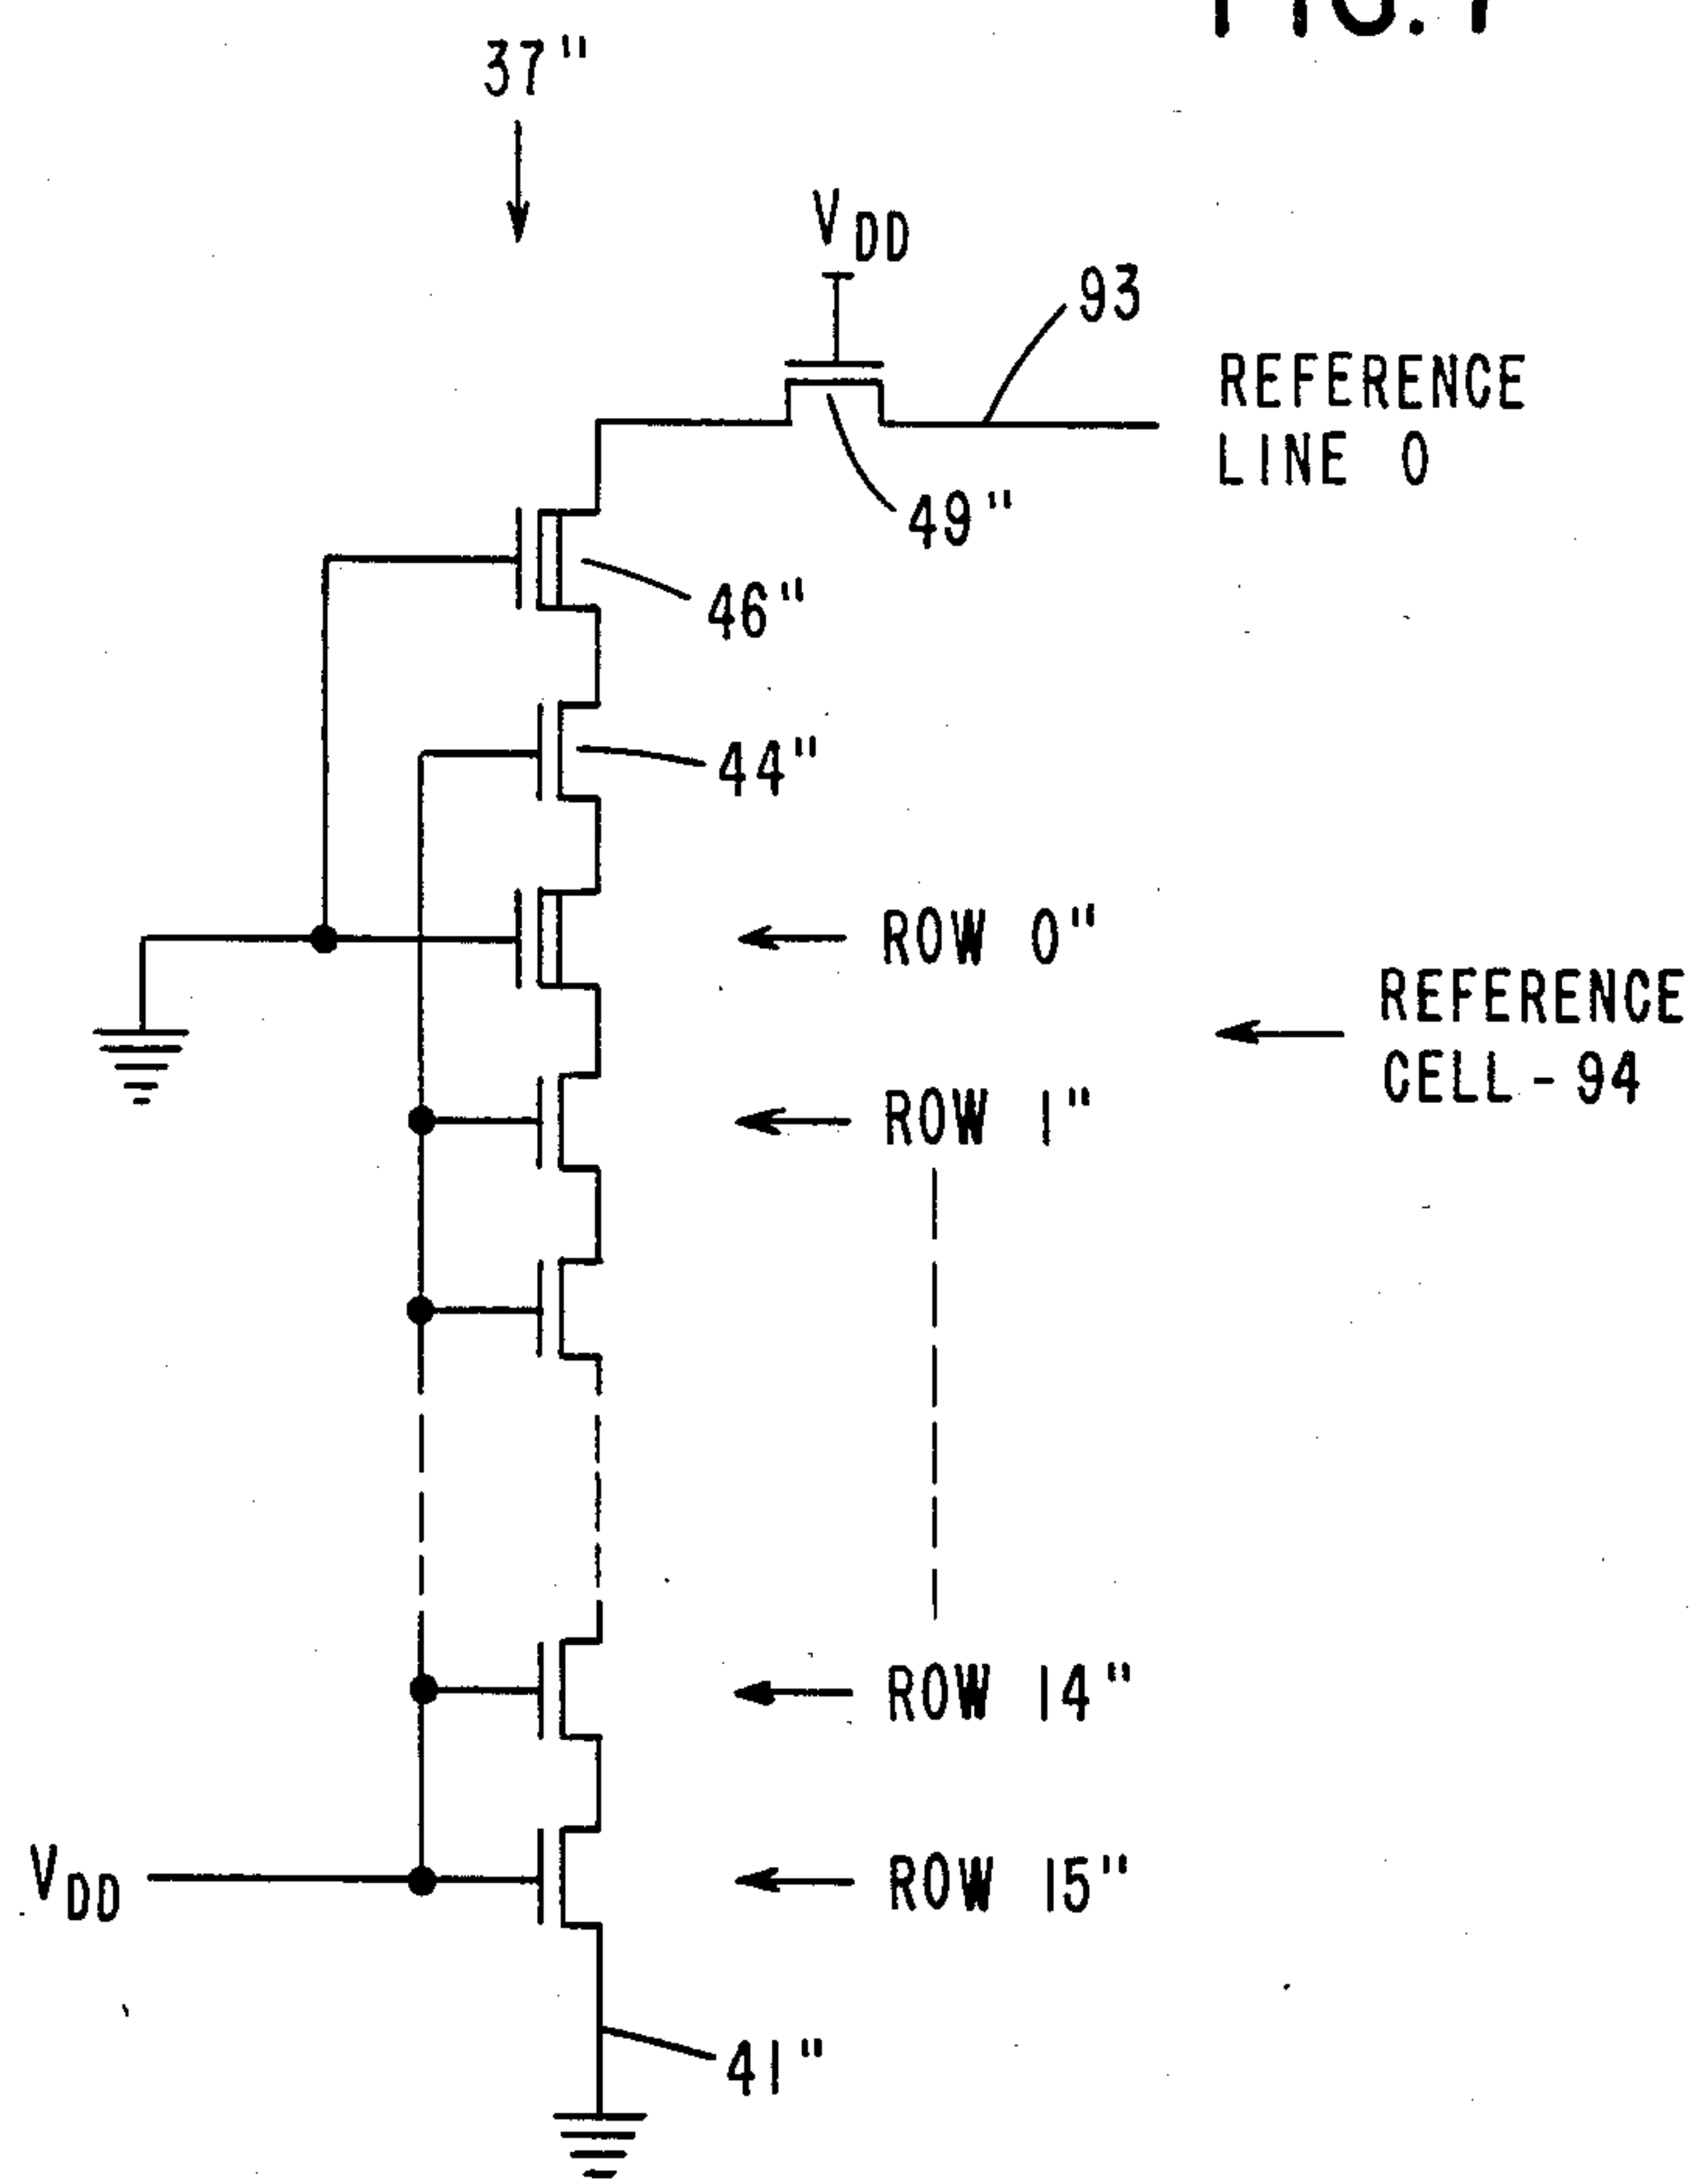 37"
V_DD
93
REFERENCE
LINE 0
49"
46"
44"
ROW 0"
REFERENCE
CELL-94
ROW 1"
ROW 14"
V_DD
ROW 15"
41"